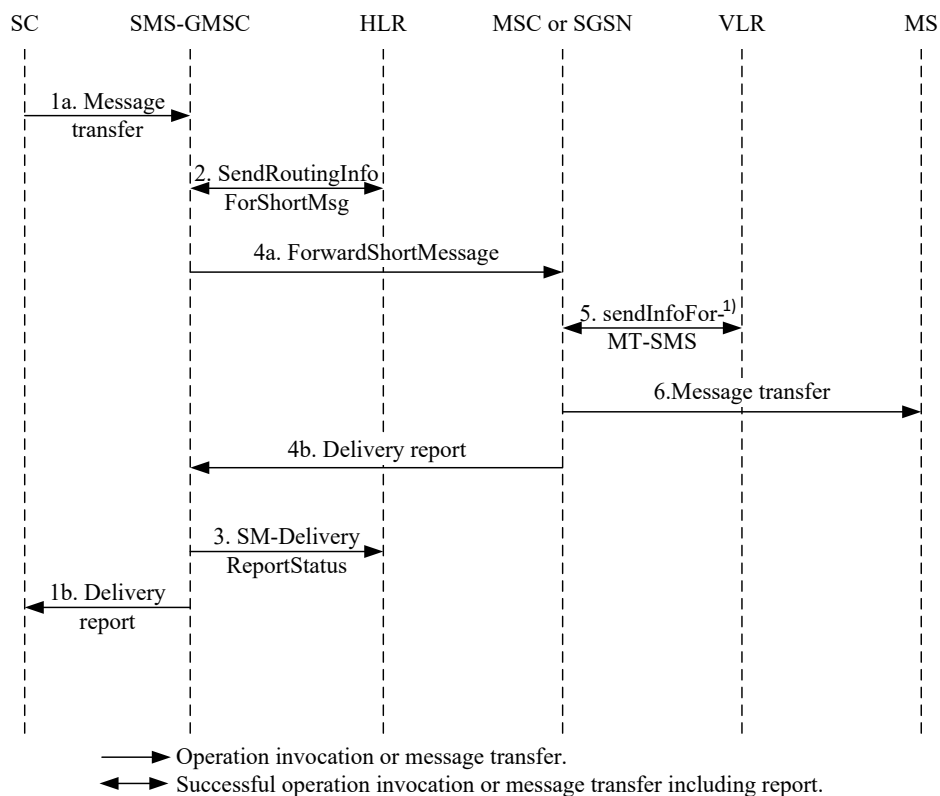 SC SMS-GMSC HLR MSC or SGSN VLR MS
1a. Message
transfer
2. SendRoutingInfo
ForShortMsg
4a. ForwardShortMessage
5. sendInfoFor-1)
MT-SMS
6.Message transfer
4b. Delivery report
3. SM-Delivery
ReportStatus
1b. Delivery
report
Operation invocation or message transfer.
Successful operation invocation or message transfer including report.